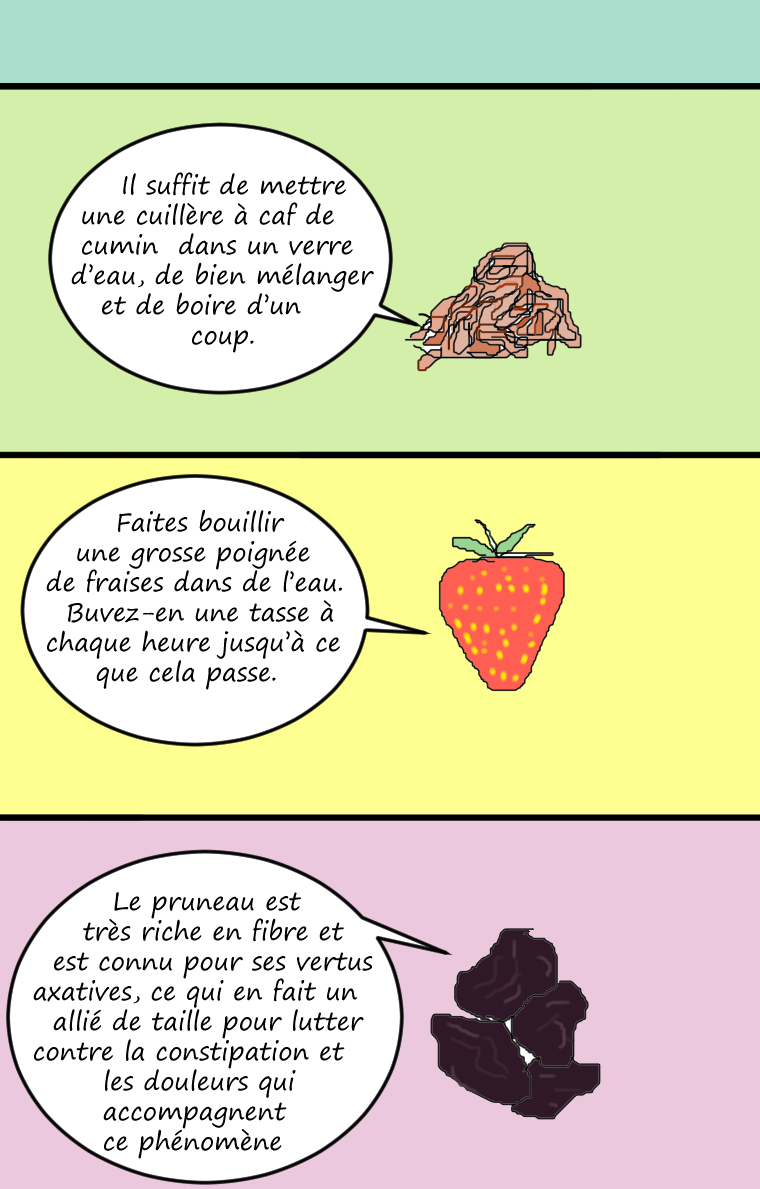 Il suffit de mettre
une cuillère à caf de
cumin dans un verre
d'eau, de bien mélanger
et de boire d'un
coup.
Faites bouillir
une grosse poignée
de fraises dans de l'eau.
Buvez-en une tasse à
chaque heure jusqu'à ce
que cela passe.
Le pruneau est
très riche en fibre et
est connu pour ses vertus
axatives, ce qui en fait un
allié de taille pour lutter
contre la constipation et
les douleurs qui
accompagnent
ce phénomène